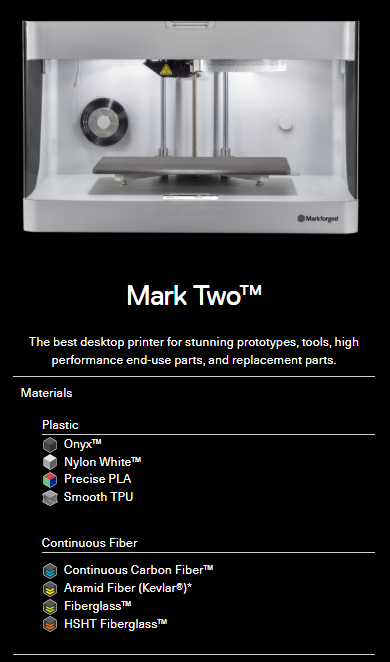 Markforged
Mark Two™
The best desktop printer for stunning prototypes, tools, high
performance end-use parts, and replacement parts.
Materials
Plastic
Onyx™
Nylon White™
Precise PLA
Smooth TPU
Continuous Fiber
Continuous Carbon Fiber™
Aramid Fiber (Kevlar®)*
Fiberglass™
HSHT Fiberglass™